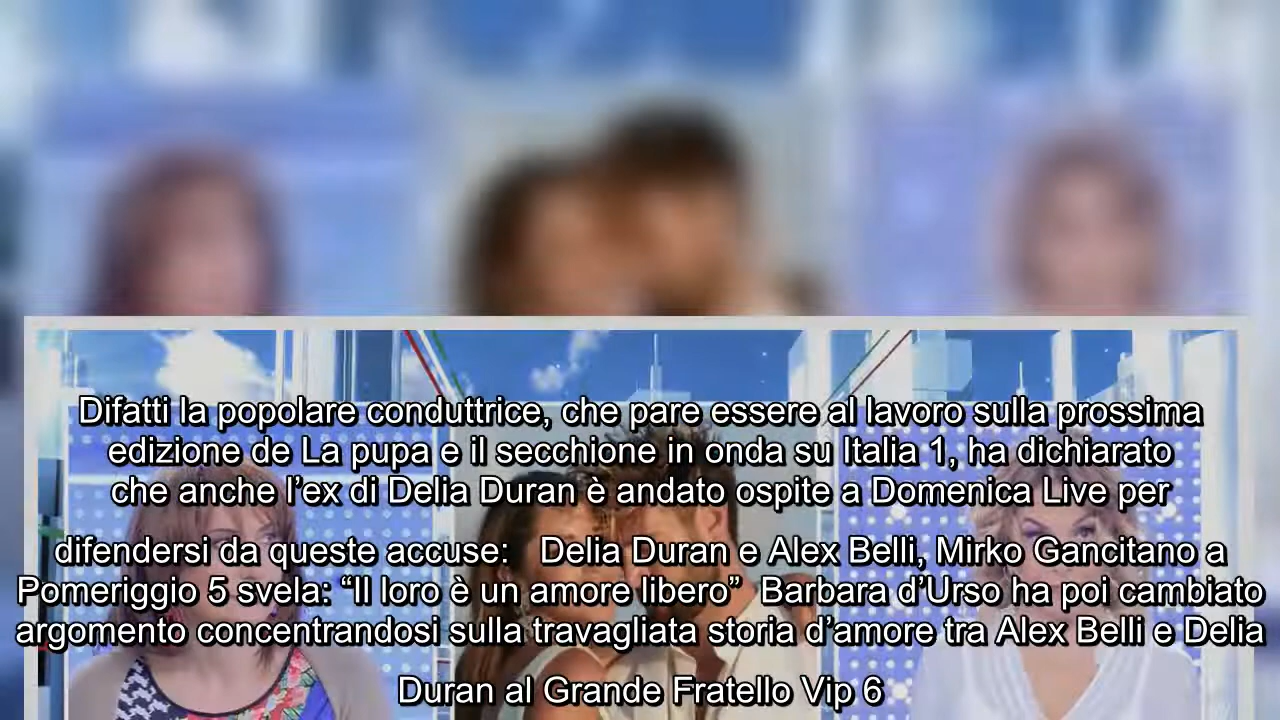 Difatti la popolare conduttrice, che pare essere al lavoro sulla prossima
edizione de La pupa e il secchione in onda su Italia 1, ha dichiarato
che anche l’ex di Delia Duran è andato ospite a Domenica Live per
difendersi da queste accuse:   Delia Duran e Alex Belli, Mirko Gancitano a
Pomeriggio 5 svela: “Il loro è un amore libero”  Barbara d’Urso ha poi cambiato
argomento concentrandosi sulla travagliata storia d’amore tra Alex Belli e Delia
Duran al Grande Fratello Vip 6